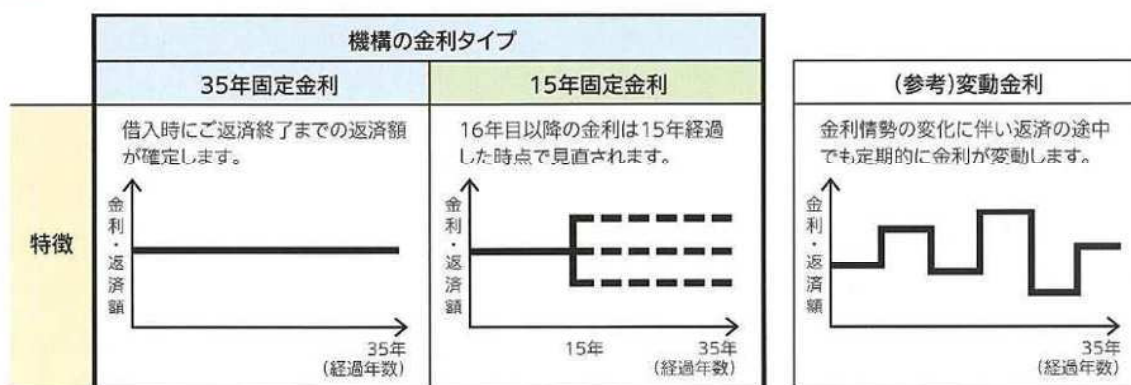 機構の金利タイプ
35年固定金利
15年固定金利
(参考)変動金利
特徴
借入時にご返済終了までの返済額
が確定します。
金利・返済額
35年
(経過年数)
16年目以降の金利は15年経過
した時点で見直されます。
金利・返済額
15年
35年
(経過年数)
金利情勢の変化に伴い返済の途中
でも定期的に金利が変動します。
金利・返済額
35年
(経過年数)